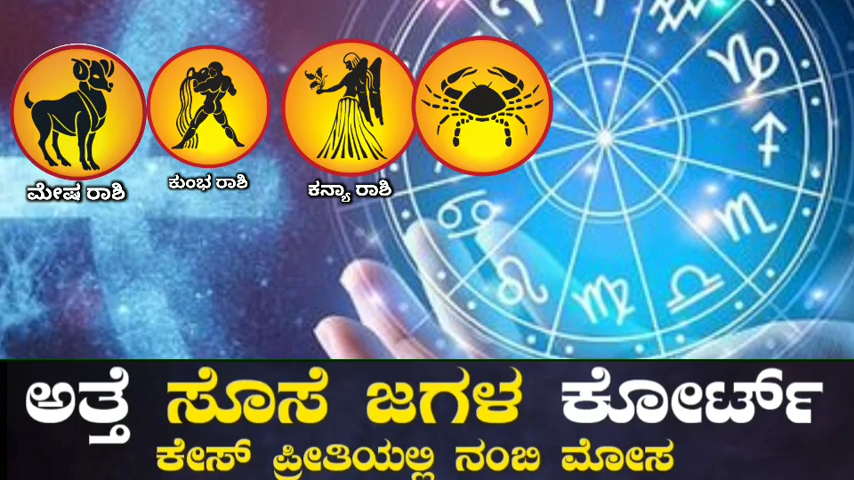 ಮೇಷ ರಾಶಿ
ಕುಂಭ ರಾಶಿ
ಕನ್ಯಾ ರಾಶಿ
ಅತ್ತೆ ಸೊಸೆ ಜಗಳ ಕೋರ್ಟ್
ಕೇಸ್ ಪ್ರೀತಿಯಲ್ಲಿ ನಂಬಿ ಮೋಸ